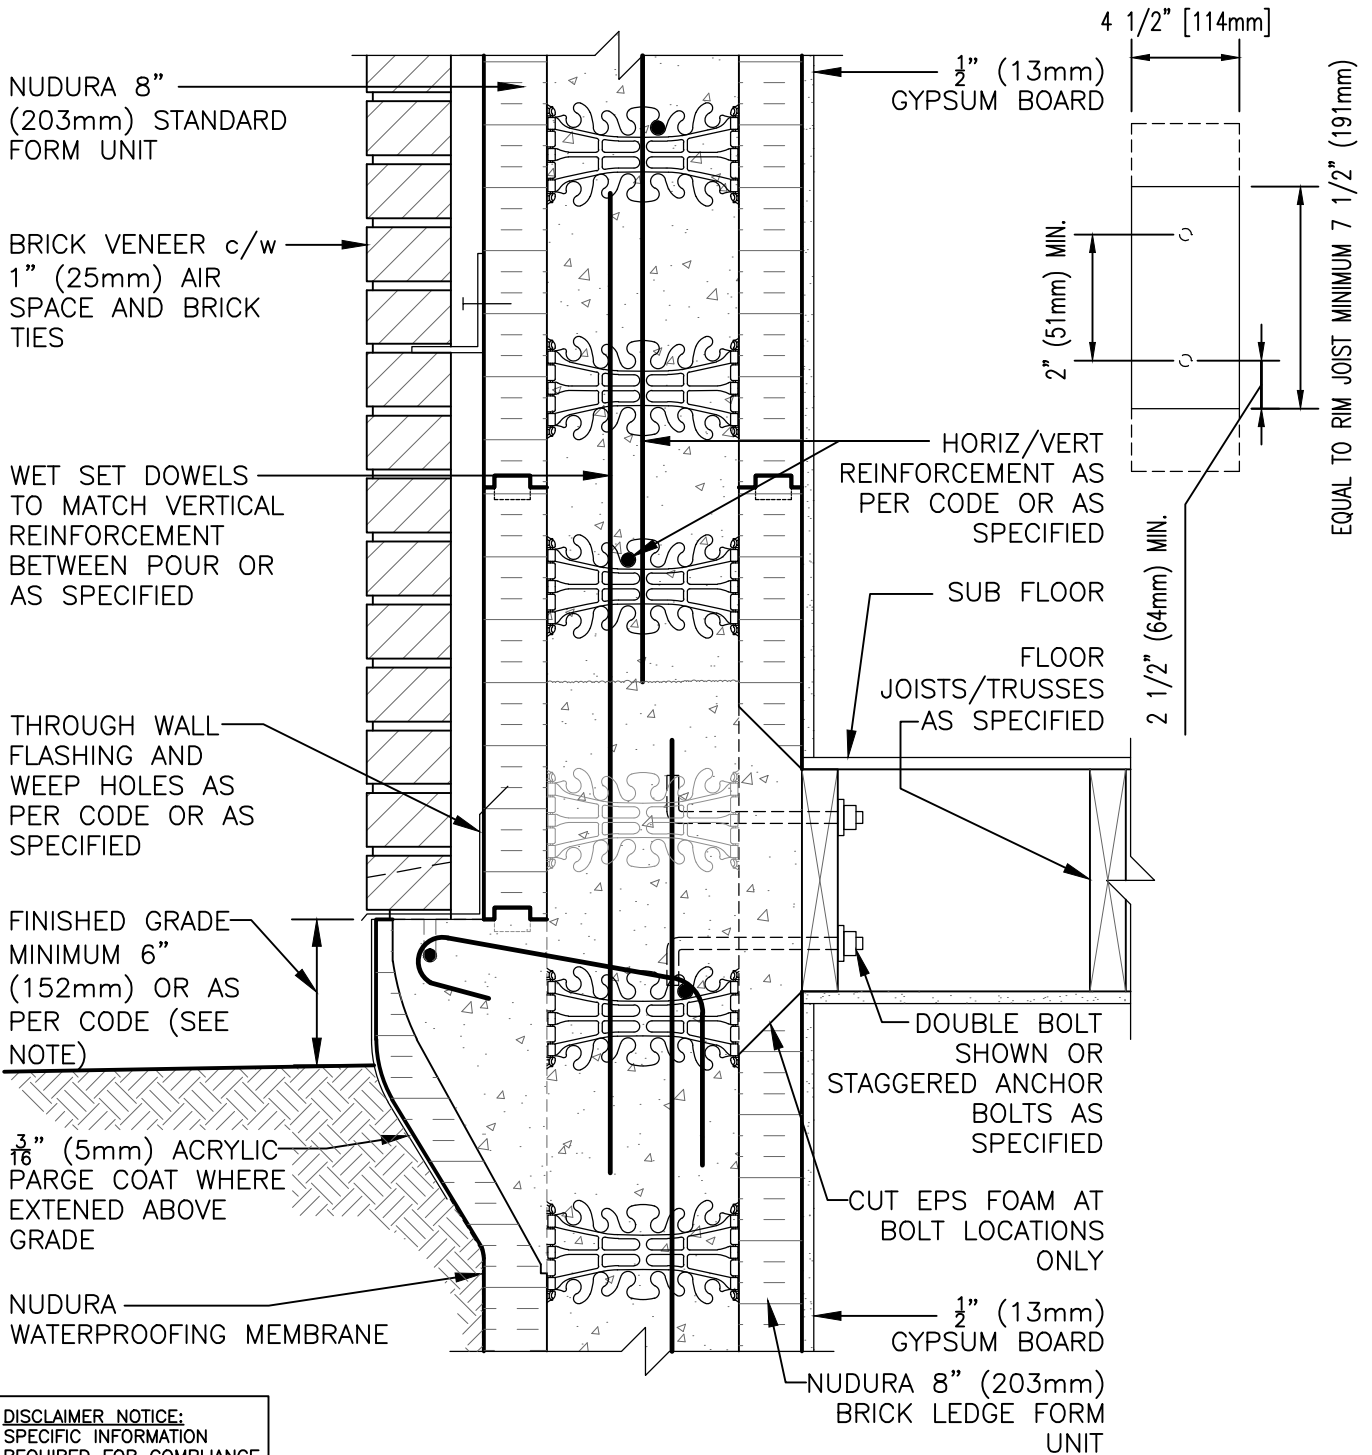 NUDURA 8"
(203mm) STANDARD
FORM UNIT
BRICK VENEER c/w
1" (25mm) AIR
SPACE AND BRICK
TIES
WET SET DOWELS
TO MATCH VERTICAL
REINFORCEMENT
BETWEEN POUR OR
AS SPECIFIED
THROUGH WALL
FLASHING AND
WEEP HOLES AS
PER CODE OR AS
SPECIFIED
FINISHED GRADE
MINIMUM 6"
(152mm) OR AS
PER CODE (SEE
NOTE)
3/16" (5mm) ACRYLIC
PARGE COAT WHERE
EXTENED ABOVE
GRADE
NUDURA
WATERPROOFING MEMBRANE
DISCLAIMER NOTICE:
SPECIFIC INFORMATION
REQUIRED FOR COMPLIANCE
1/2" (13mm)
GYPSUM BOARD
4 1/2" [114mm]
2" (51mm) MIN.
EQUAL TO RIM JOIST MINIMUM 7 1/2" (191mm)
2 1/2" (64mm) MIN.
HORIZ/VERT
REINFORCEMENT AS
PER CODE OR AS
SPECIFIED
SUB FLOOR
FLOOR
JOISTS/TRUSSES
AS SPECIFIED
DOUBLE BOLT
SHOWN OR
STAGGERED ANCHOR
BOLTS AS
SPECIFIED
CUT EPS FOAM AT
BOLT LOCATIONS
ONLY
1/2" (13mm)
GYPSUM BOARD
NUDURA 8" (203mm)
BRICK LEDGE FORM
UNIT